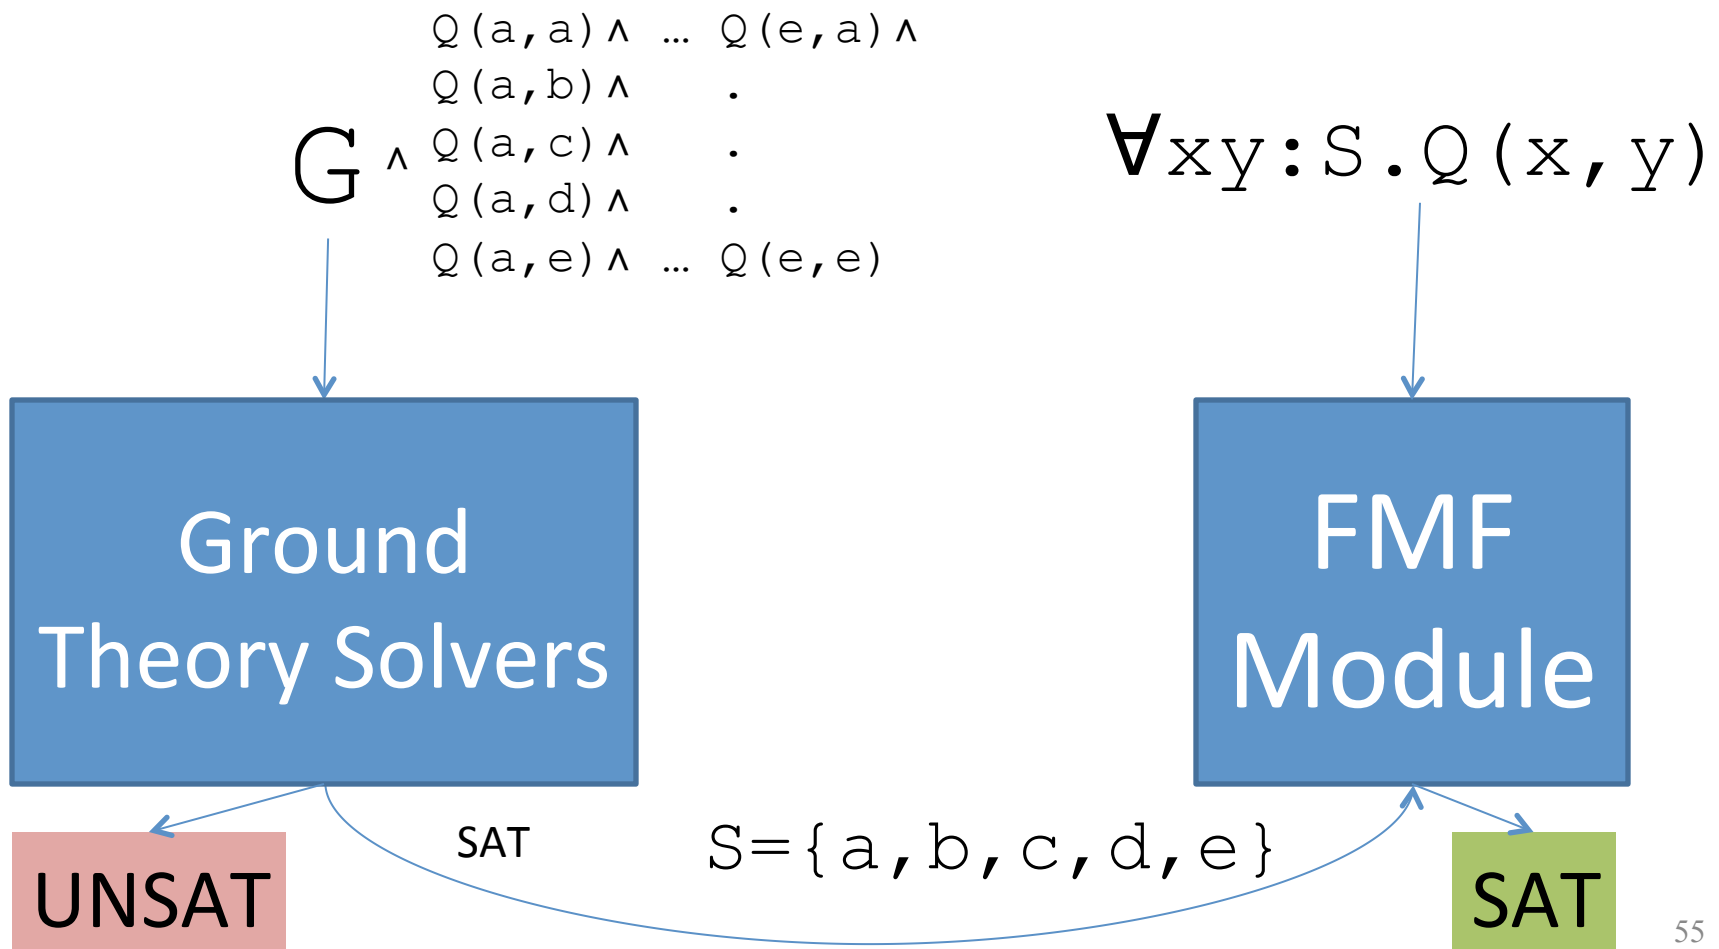 Q(a,a)∧ … Q(e,a)∧
Q(a,b)∧ .
G ∧ Q(a,c)∧ .
Q(a,d)∧ .
Q(a,e)∧ … Q(e,e)
∀xy:S.Q(x,y)
Ground
Theory Solvers
FMF
Module
SAT
S={a,b,c,d,e}
UNSAT
SAT
55